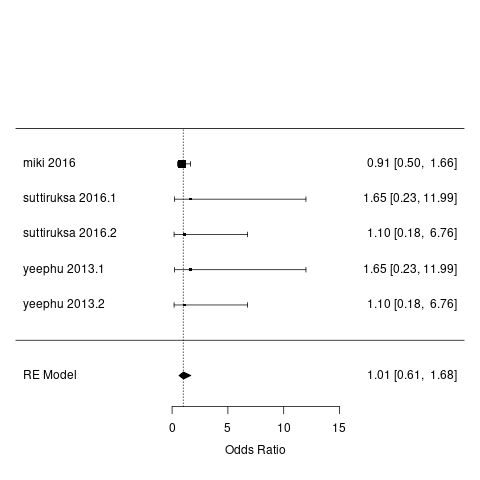 miki 2016 0.91 [0.50, 1.66]
suttiruksa 2016.1 1.65 [0.23, 11.99]
suttiruksa 2016.2 1.10 [0.18, 6.76]
yeephu 2013.1 1.65 [0.23, 11.99]
yeephu 2013.2 1.10 [0.18, 6.76]
RE Model 1.01 [0.61, 1.68]
0 5 10 15
Odds Ratio